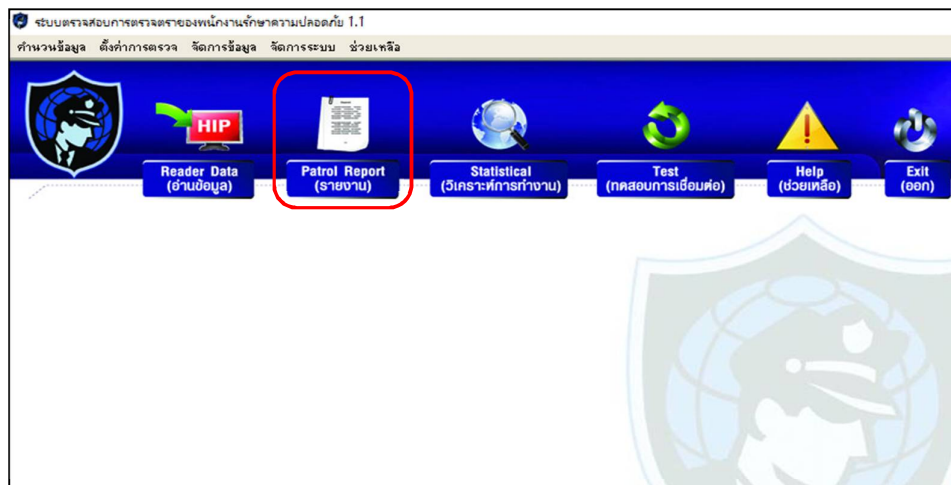 ระบบตรวจสอบการตรวจตราของพนักงานรักษาความปลอดภัย 1.1
คำนวนข้อมูล ตั้งค่าการตรวจ จัดการข้อมูล จัดการระบบ ช่วยเหลือ
HIP
Reader Data
(อ่านข้อมูล)
Patrol Report
(รายงาน)
Statistical
(วิเคราะห์การทำงาน)
Test
(ทดสอบการเชื่อมต่อ)
Help
(ช่วยเหลือ)
Exit
(ออก)